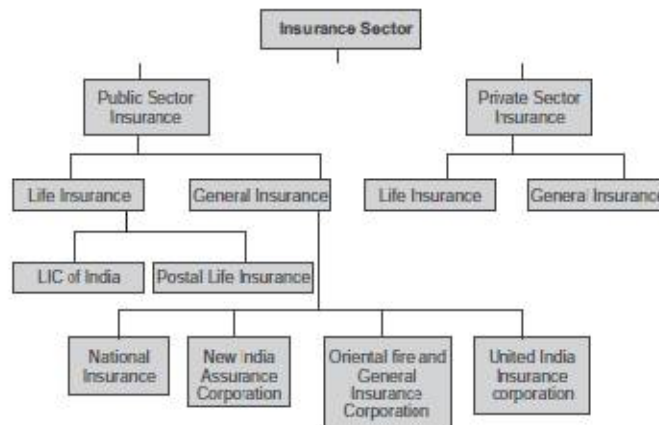 Insurance Sector
Public Sector
Insurance
Private Sector
Insurance
Life Insurance
General Insurance
Life Insurance
General Insurance
LIC of India
Postal Life Insurance
National
Insurance
New India
Assurance
Corporation
Oriental fire and
General
Insurance
Corporation
United India
Insurance
corporation